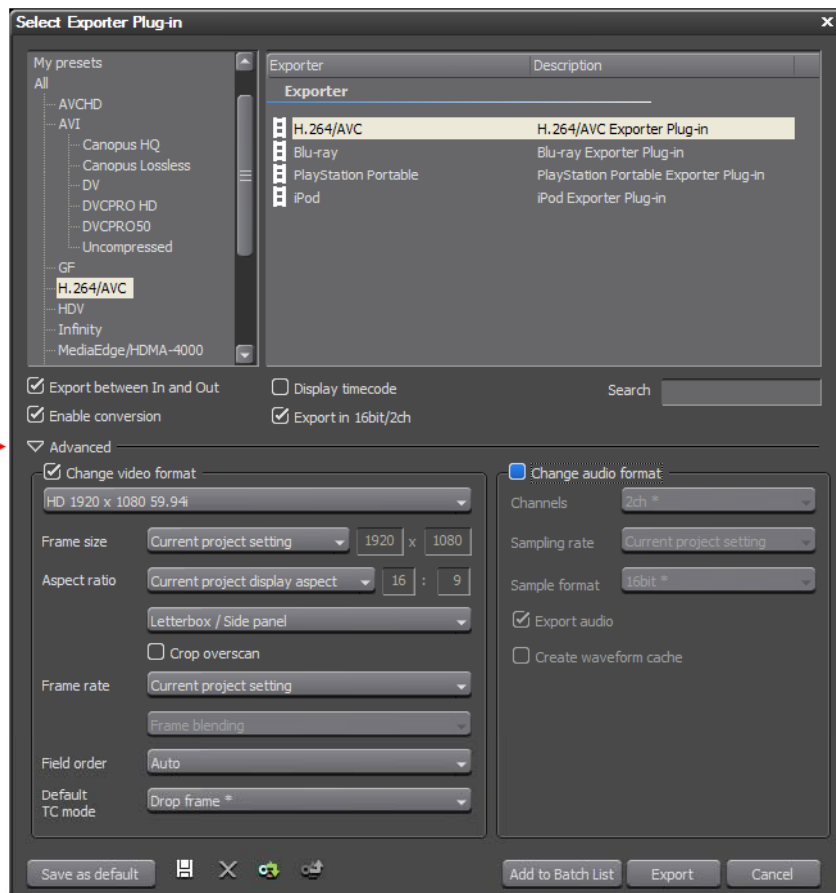 Select Exporter Plug-in
x
My presets
All
AVCHD
AVI
Canopus HQ
Canopus Lossless
DV
DVCPRO HD
DVCPRO50
Uncompressed
GF
H.264/AVC
HDV
Infinity
MediaEdge/HDMA-4000
Exporter Description
Exporter
H.264/AVC H.264/AVC Exporter Plug-in
Blu-ray Blu-ray Exporter Plug-in
PlayStation Portable PlayStation Portable Exporter Plug-in
iPod iPod Exporter Plug-in
Export between In and Out Display timecode Search
Enable conversion Export in 16bit/2ch
Advanced
Change video format
HD 1920 x 1080 59.94i
Frame size Current project setting 1920 x 1080
Aspect ratio Current project display aspect 16 : 9
Letterbox / Side panel
Crop overscan
Frame rate Current project setting
Frame blending
Field order Auto
Default
TC mode Drop frame *
Change audio format
Channels 2ch *
Sampling rate Current project setting
Sample format 16bit *
Export audio
Create waveform cache
Save as default Add to Batch List Export Cancel